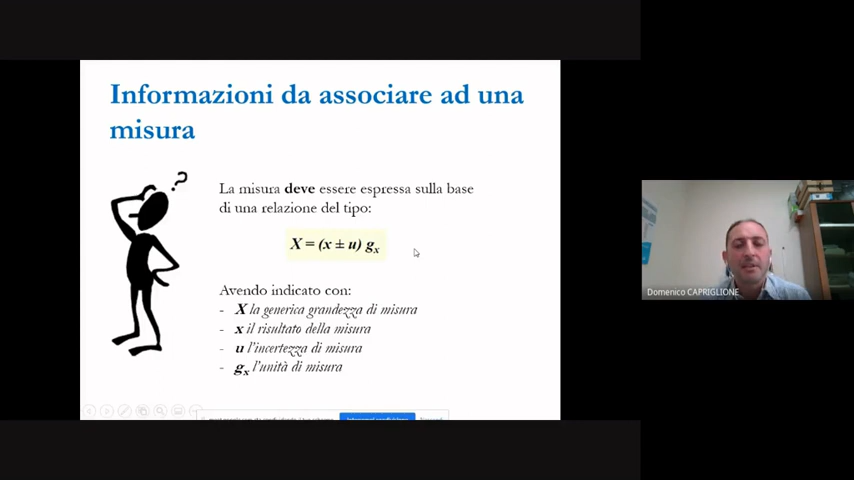 Informazioni da associare ad una
misura
?
La misura deve essere espressa sulla base
di una relazione del tipo:
X = (x ± u) gx
Avendo indicato con:
- X la generica grandezza di misura
- x il risultato della misura
- u l'incertezza di misura
- gx l'unità di misura
Domenico CAPRIGLIONE